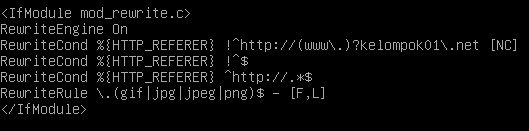 <IfModule mod_rewrite.c>
RewriteEngine On
RewriteCond %{HTTP_REFERER} !^http://(www\.)?kelompok01\.net [NC]
RewriteCond %{HTTP_REFERER} !^$
RewriteCond %{HTTP_REFERER} ^http://.*$
RewriteRule \.(gif|jpg|jpeg|png)$ - [F,L]
</IfModule>